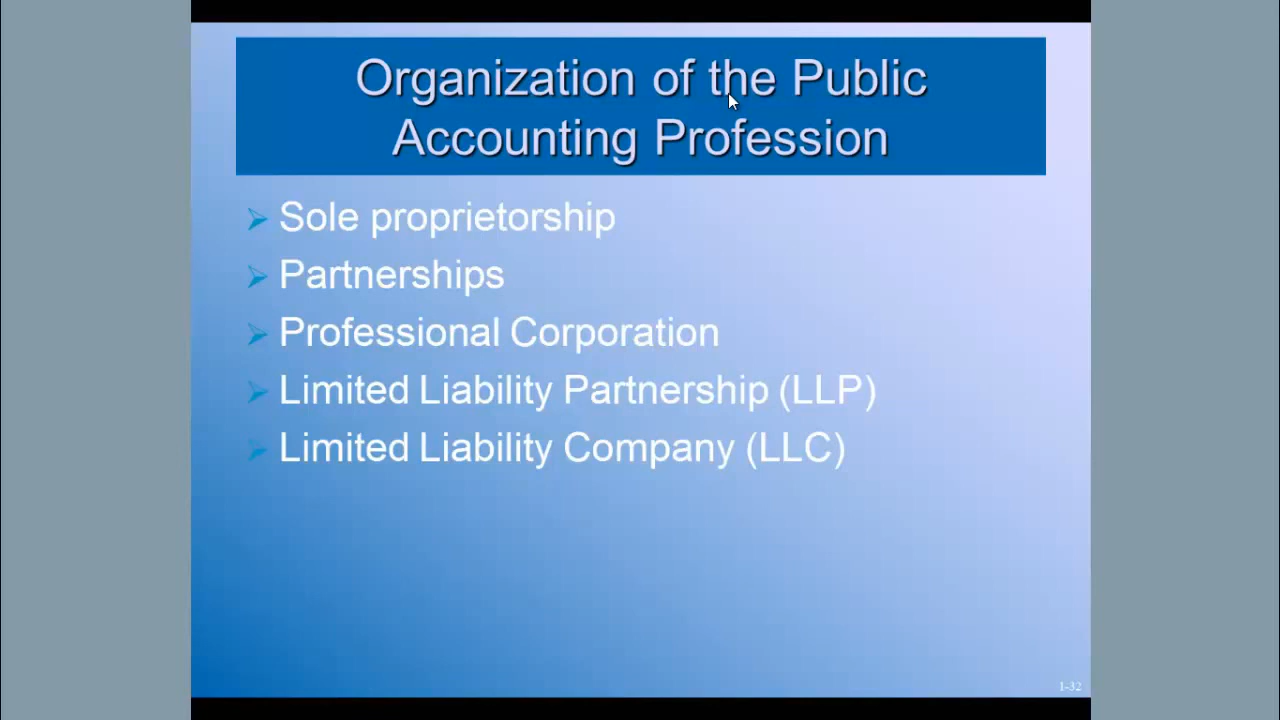 Organization of the Public
Accounting Profession
Sole proprietorship
Partnerships
Professional Corporation
Limited Liability Partnership (LLP)
Limited Liability Company (LLC)
1-32